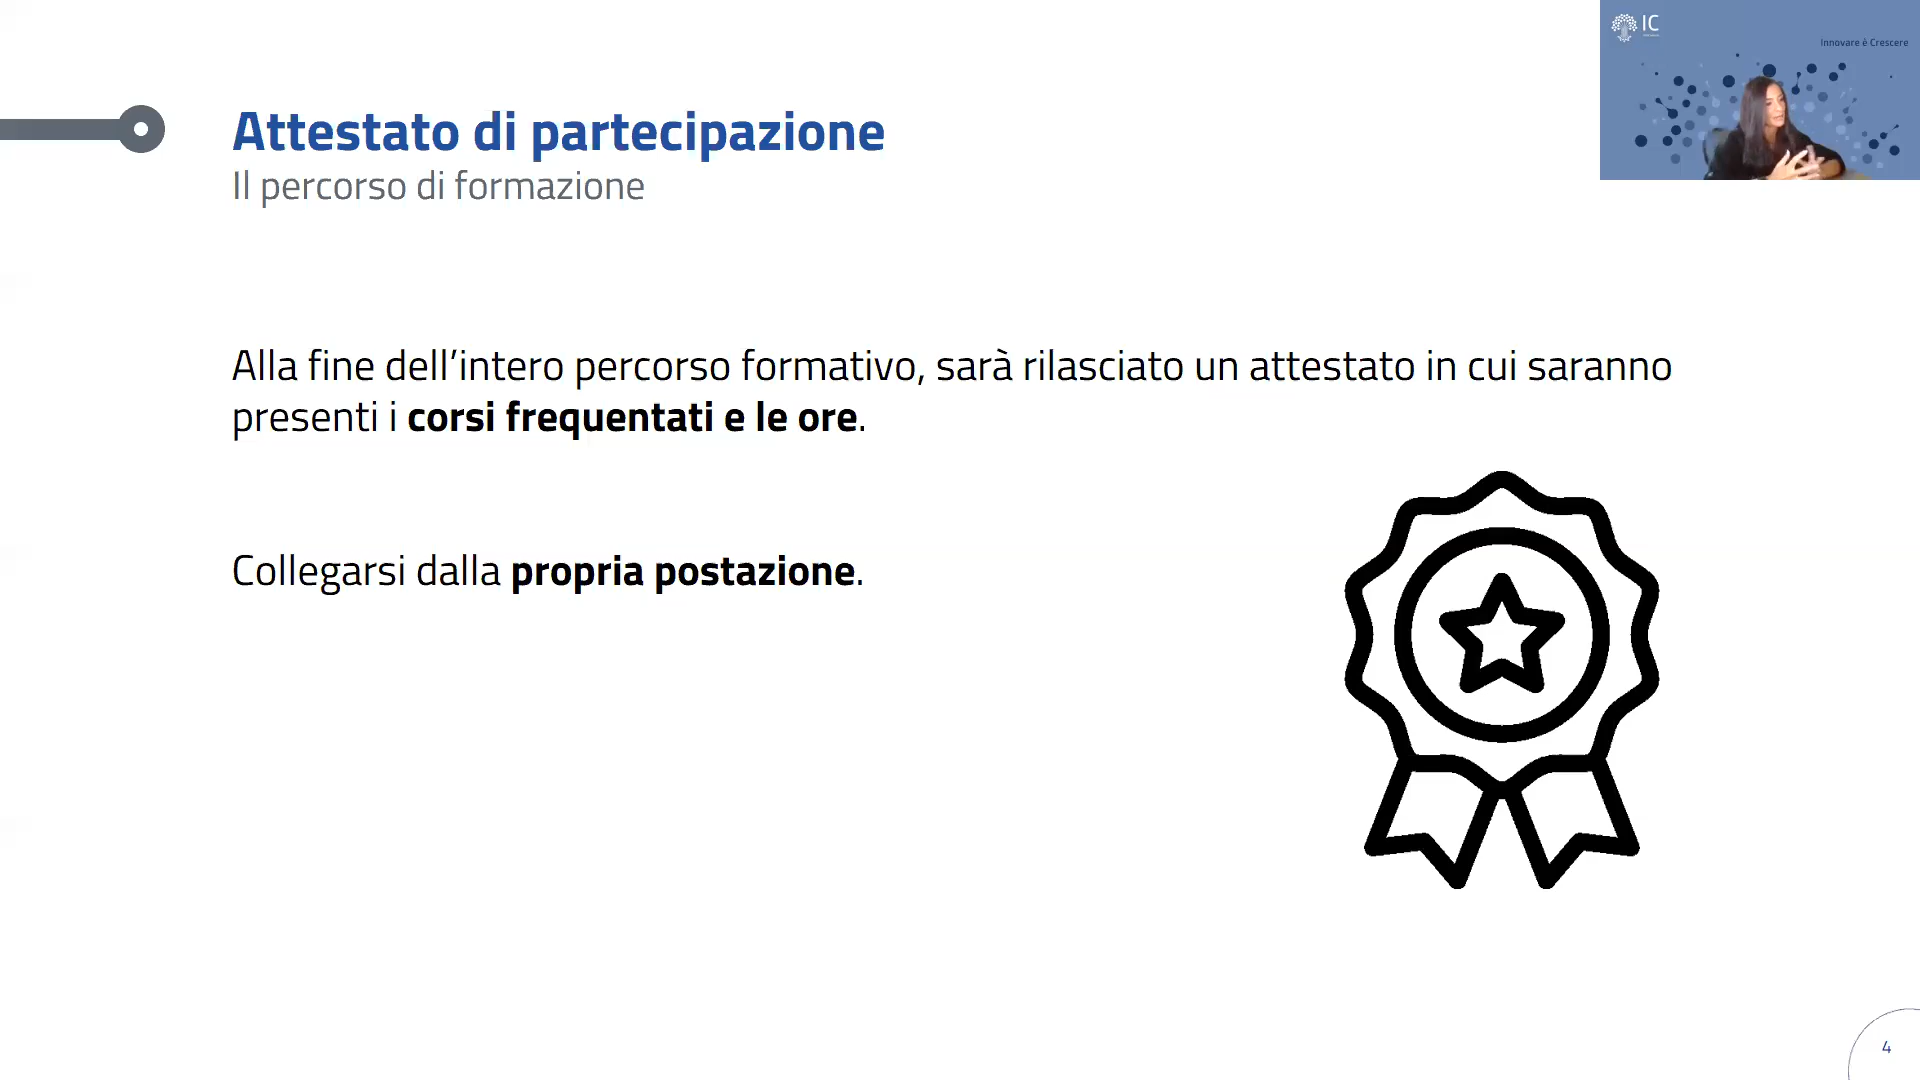 IC
Innovare è Crescere
Attestato di partecipazione
Il percorso di formazione
Alla fine dell’intero percorso formativo, sarà rilasciato un attestato in cui saranno
presenti i corsi frequentati e le ore.
Collegarsi dalla propria postazione.
4